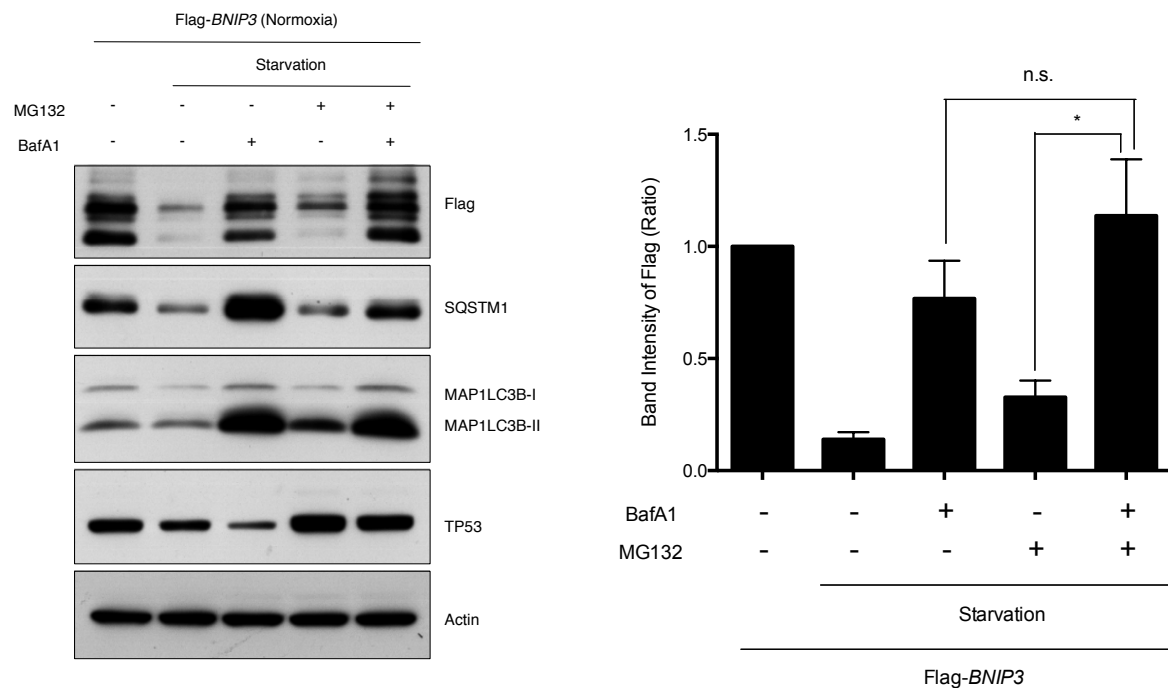 Flag-BNIP3 (Normoxia)
Starvation
MG132 - - - + +
BafA1 - - + - +
Flag
SQSTM1
MAP1LC3B-I
MAP1LC3B-II
TP53
Actin
n.s.
*
1.5
1.0
0.5
0.0
Band Intensity of Flag (Ratio)
BafA1 - - + - +
MG132 - - - + +
Starvation
Flag-BNIP3